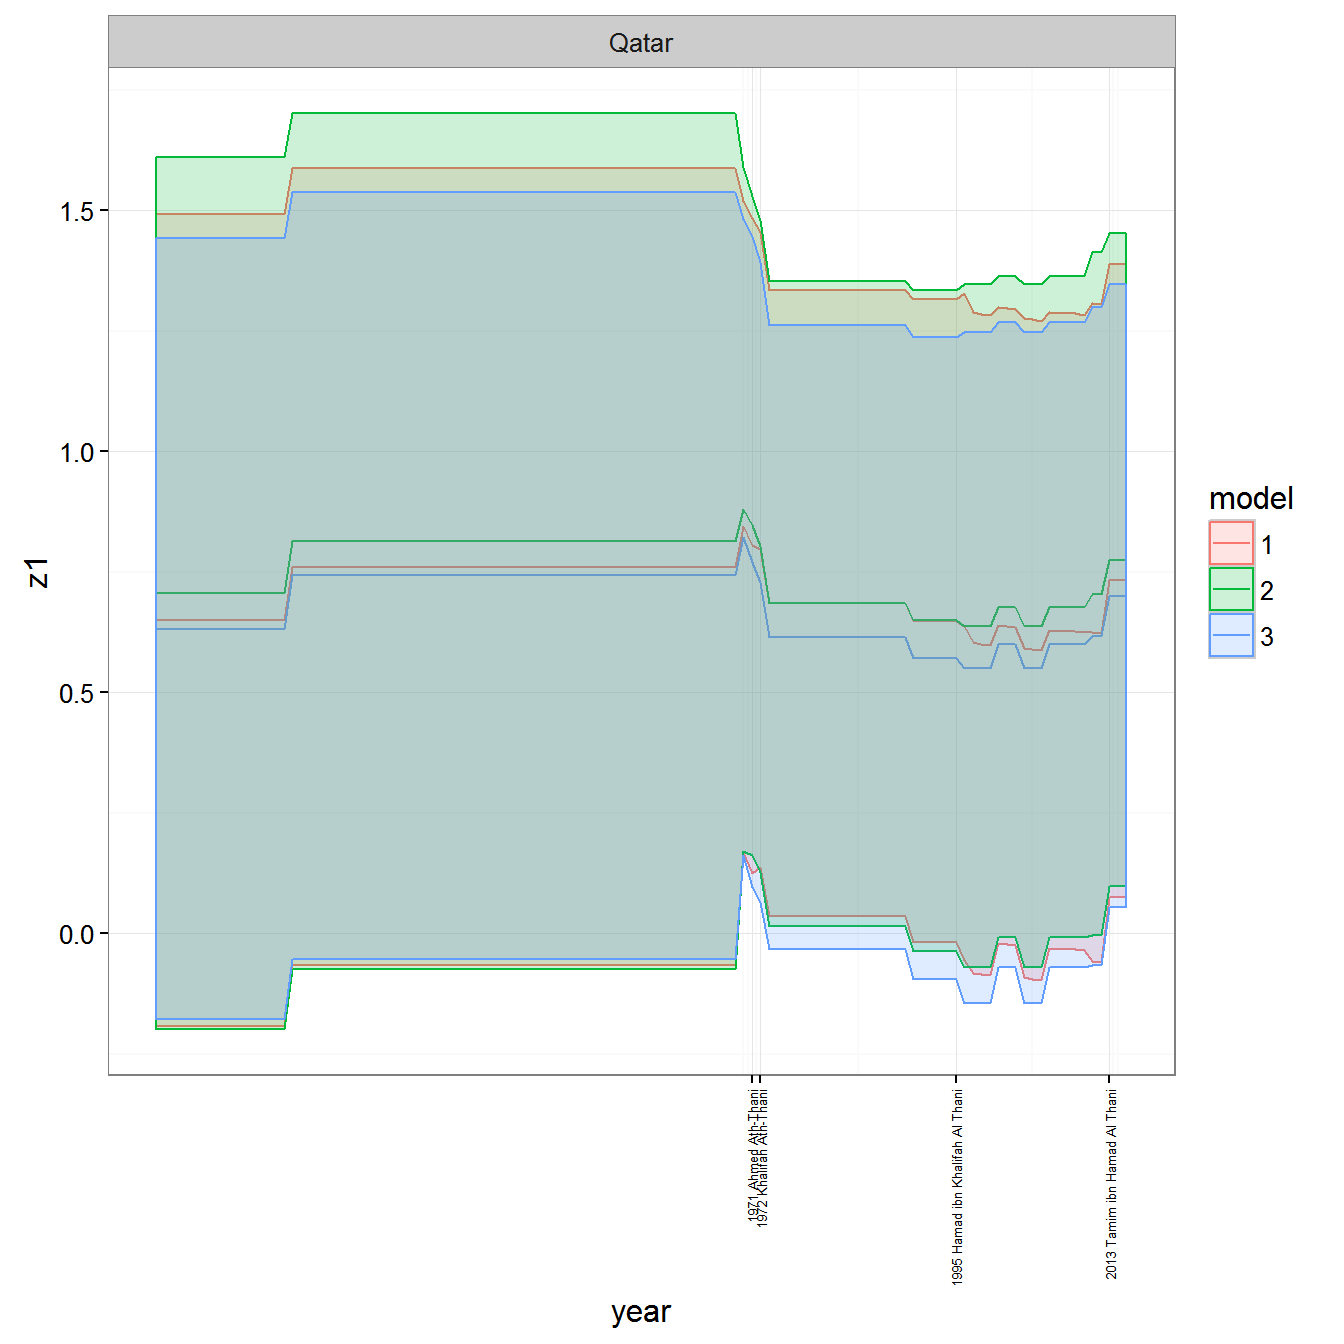 Qatar
z1
1.5
1.0
0.5
0.0
model
1
2
3
1971 Ahmed Ath-Thani
1972 Khalifah Ath-Thani
1995 Hamad ibn Khalifah Al Thani
2013 Tamim ibn Hamad Al Thani
year